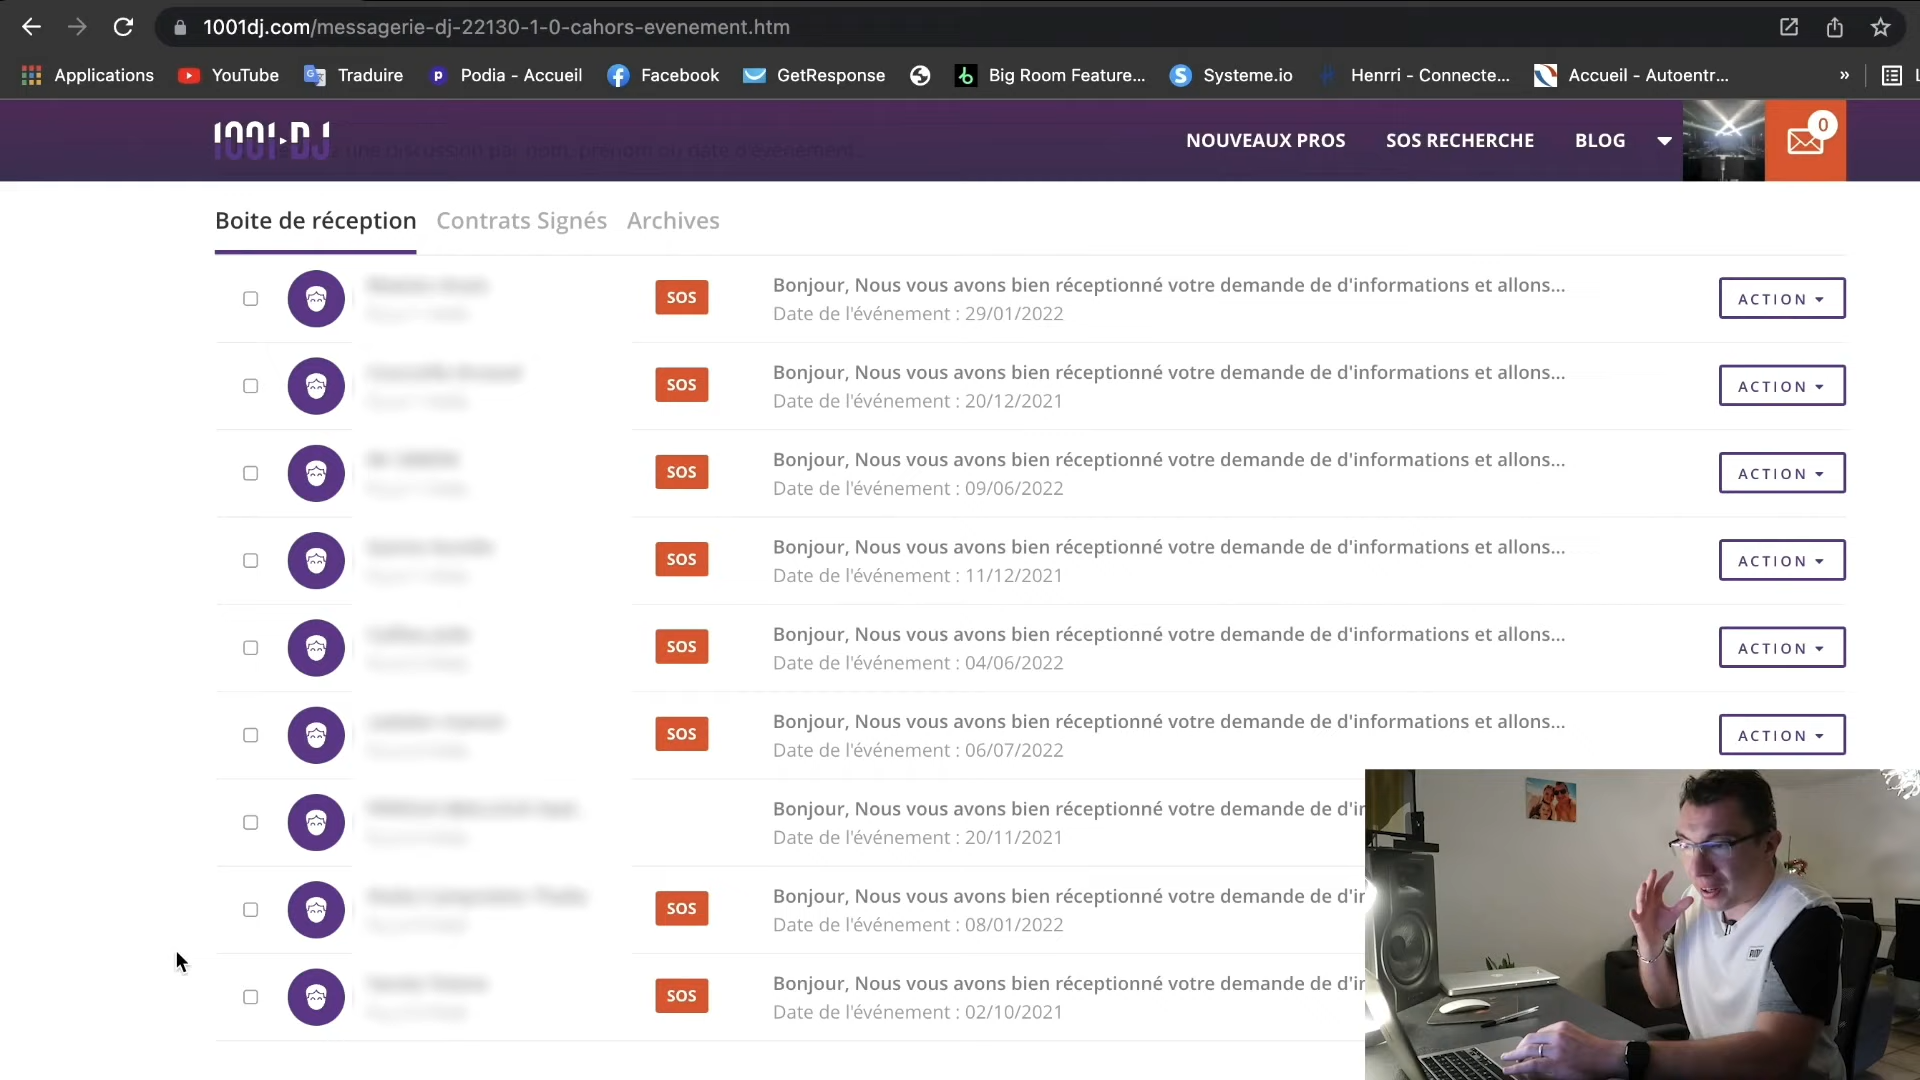 1001dj.com/messagerie-dj-22130-1-0-cahors-evenement.htm
Applications YouTube Traduire Podia - Accueil Facebook GetResponse Big Room Feature... Systeme.io Henrri - Connecte... Accueil - Autoentr... »
1001 DJ NOUVEAUX PROS SOS RECHERCHE BLOG 0
une discussion par nom, prénom ou date d'événement
Boite de réception Contrats Signés Archives
SOS Bonjour, Nous vous avons bien réceptionné votre demande de d'informations et allons... ACTION
Date de l'événement : 29/01/2022
SOS Bonjour, Nous vous avons bien réceptionné votre demande de d'informations et allons... ACTION
Date de l'événement : 20/12/2021
SOS Bonjour, Nous vous avons bien réceptionné votre demande de d'informations et allons... ACTION
Date de l'événement : 09/06/2022
SOS Bonjour, Nous vous avons bien réceptionné votre demande de d'informations et allons... ACTION
Date de l'événement : 11/12/2021
SOS Bonjour, Nous vous avons bien réceptionné votre demande de d'informations et allons... ACTION
Date de l'événement : 04/06/2022
SOS Bonjour, Nous vous avons bien réceptionné votre demande de d'informations et allons... ACTION
Date de l'événement : 06/07/2022
Bonjour, Nous vous avons bien réceptionné votre demande de
Date de l'événement : 20/11/2021
SOS Bonjour, Nous vous avons bien réceptionné votre demande de
Date de l'événement : 08/01/2022
SOS Bonjour, Nous vous avons bien réceptionné votre demande de
Date de l'événement : 02/10/2021